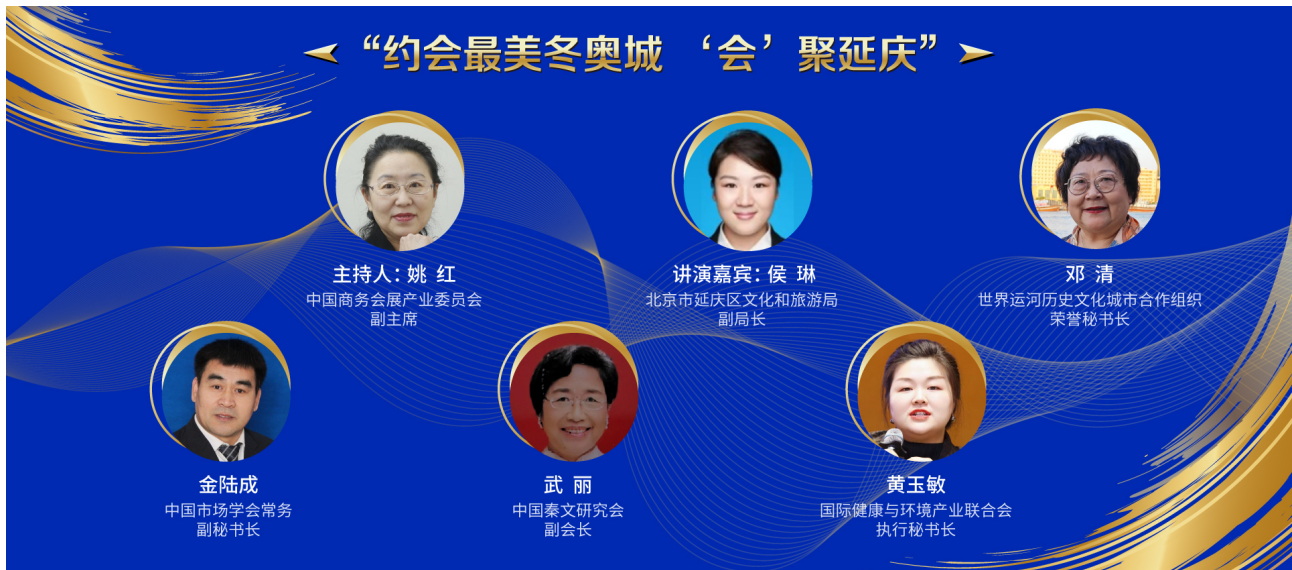 “约会最美冬奥城 ‘会’聚延庆”
主持人：姚 红
中国商务会展产业委员会
副主席
讲演嘉宾：侯 琳
北京市延庆区文化和旅游局
副局长
邓 清
世界运河历史文化城市合作组织
荣誉秘书长
金陆成
中国市场学会常务
副秘书长
武 丽
中国秦文研究会
副会长
黄玉敏
国际健康与环境产业联合会
执行秘书长